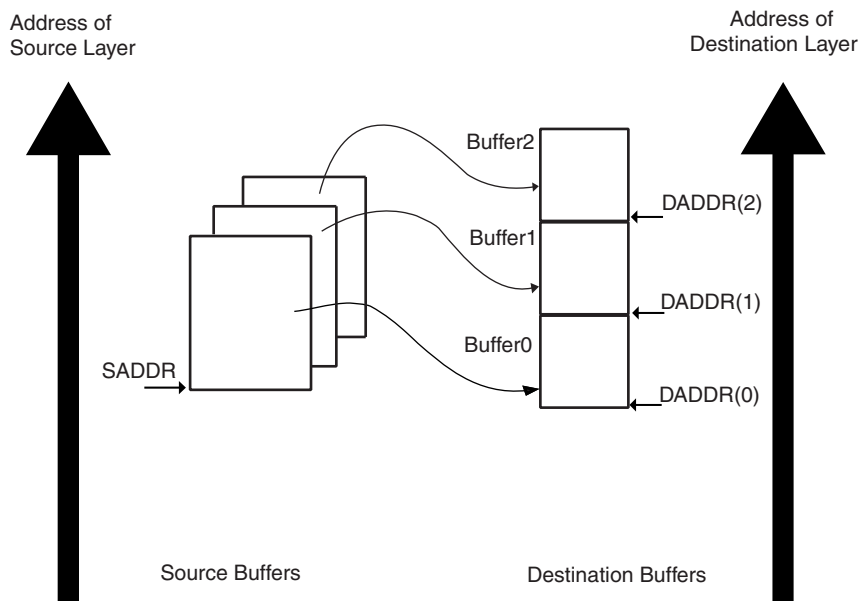 Address of
Source Layer
Address of
Destination Layer
Buffer2
DADDR(2)
Buffer1
DADDR(1)
Buffer0
SADDR
DADDR(0)
Source Buffers
Destination Buffers